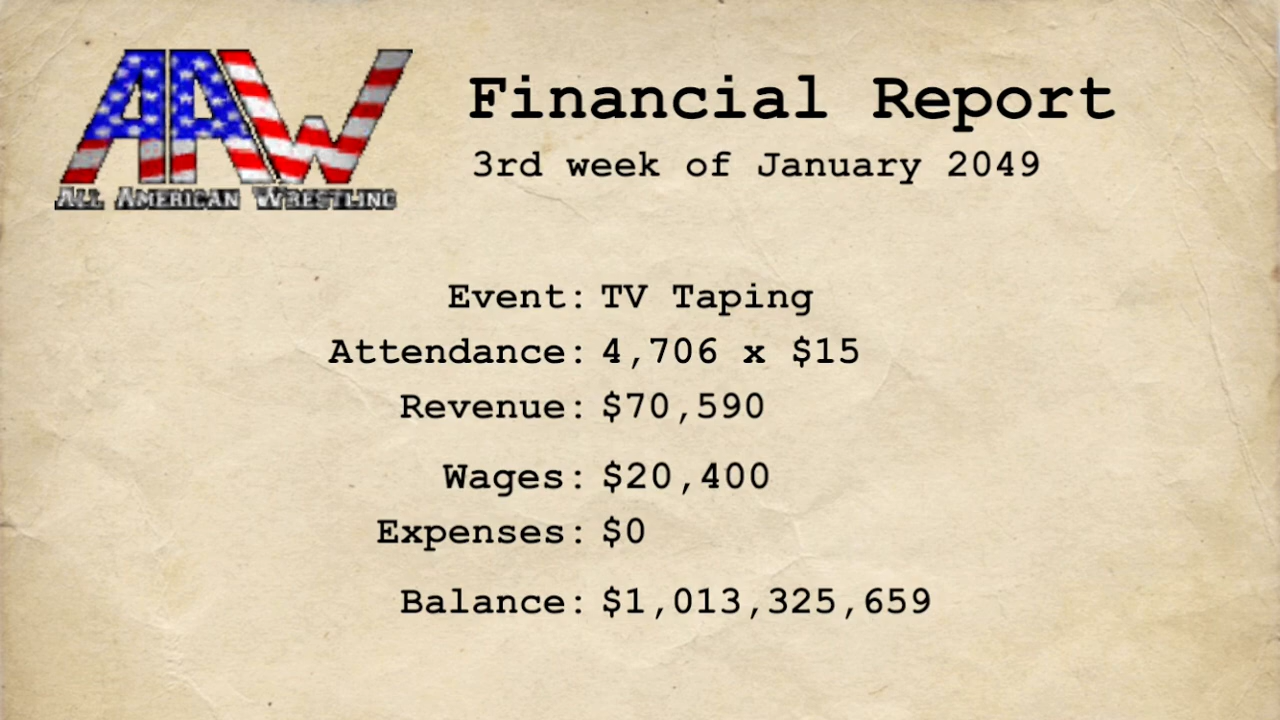 AAW
ALL AMERICAN WRESTLING
Financial Report
3rd week of January 2049
Event: TV Taping
Attendance: 4,706 x $15
Revenue: $70,590
Wages: $20,400
Expenses: $0
Balance: $1,013,325,659